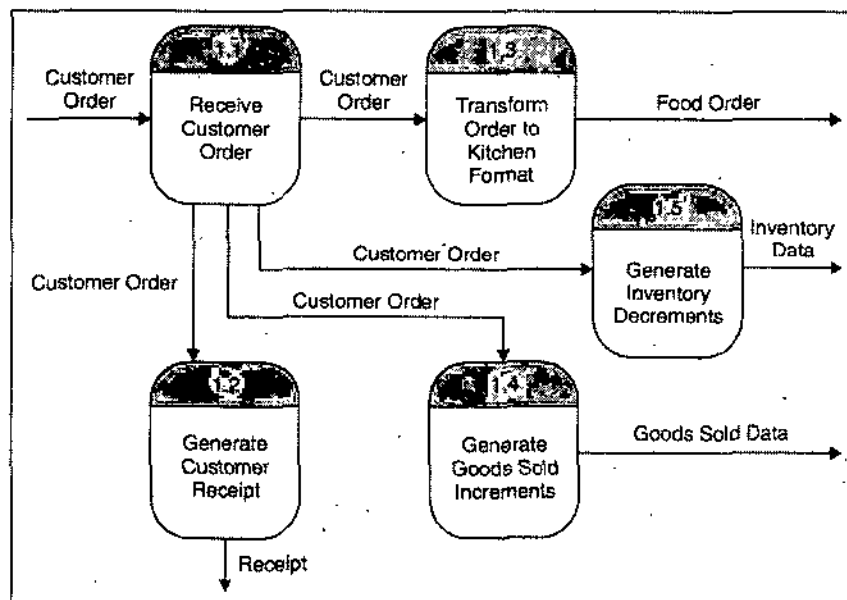 1.1
1.3
Customer
Order
Receive
Customer
Order
Customer
Order
Transform
Order to
Kitchen
Format
Food Order
1.5
Customer Order
Generate
Inventory
Decrements
Inventory
Data
Customer Order
Customer Order
1.2
1.4
Generate
Customer
Receipt
Generate
Goods Sold
Increments
Goods Sold Data
Receipt